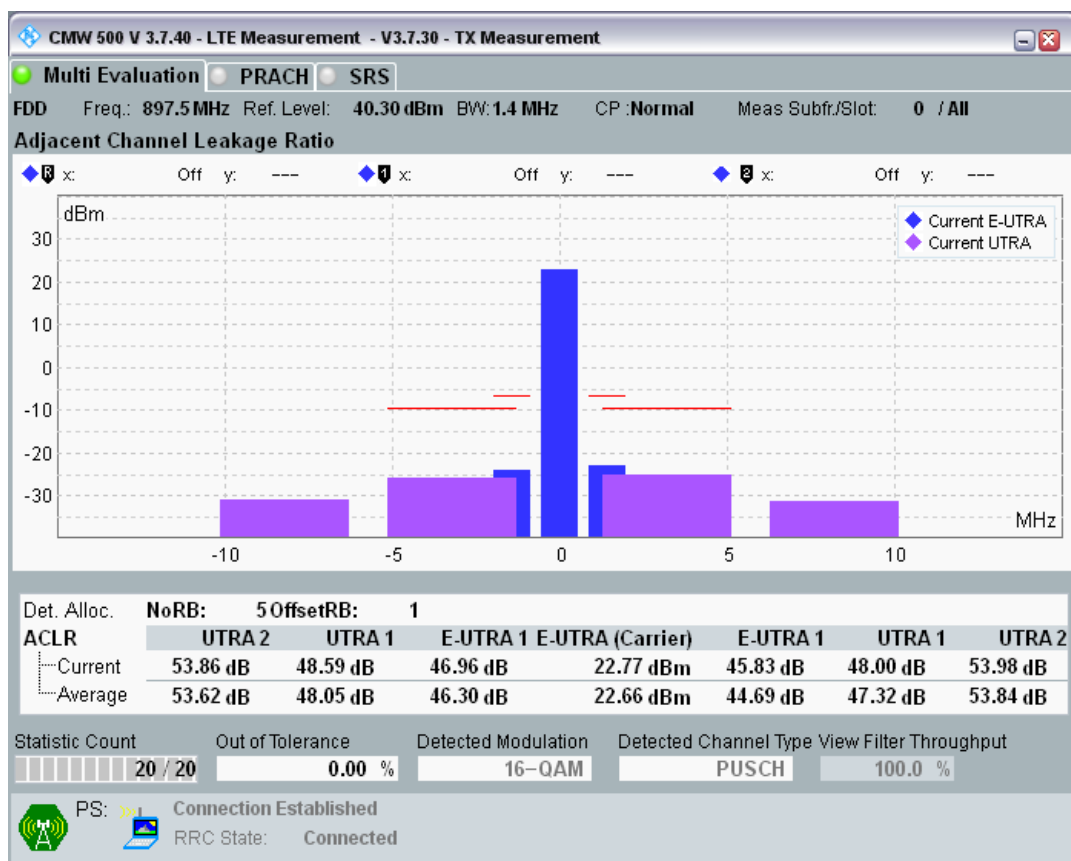 CMW 500 V 3.7.40 - LTE Measurement - V3.7.30 - TX Measurement
Multi Evaluation PRACH SRS
FDD Freq.: 897.5 MHz Ref. Level: 40.30 dBm BW: 1.4 MHz CP :Normal Meas Subfr./Slot: 0 / All
Adjacent Channel Leakage Ratio
R x: Off y: --- 1 x: Off y: --- 2 x: Off y: ---
dBm
Current E-UTRA
Current UTRA
30
20
10
0
-10
-20
-30
MHz
-10 -5 0 5 10
Det. Alloc. NoRB: 5 OffsetRB: 1
ACLR UTRA 2 UTRA 1 E-UTRA 1 E-UTRA (Carrier) E-UTRA 1 UTRA 1 UTRA 2
Current 53.86 dB 48.59 dB 46.96 dB 22.77 dBm 45.83 dB 48.00 dB 53.98 dB
Average 53.62 dB 48.05 dB 46.30 dB 22.66 dBm 44.69 dB 47.32 dB 53.84 dB
Statistic Count Out of Tolerance Detected Modulation Detected Channel Type View Filter Throughput
20 / 20 0.00 % 16-QAM PUSCH 100.0 %
PS: Connection Established
RRC State: Connected